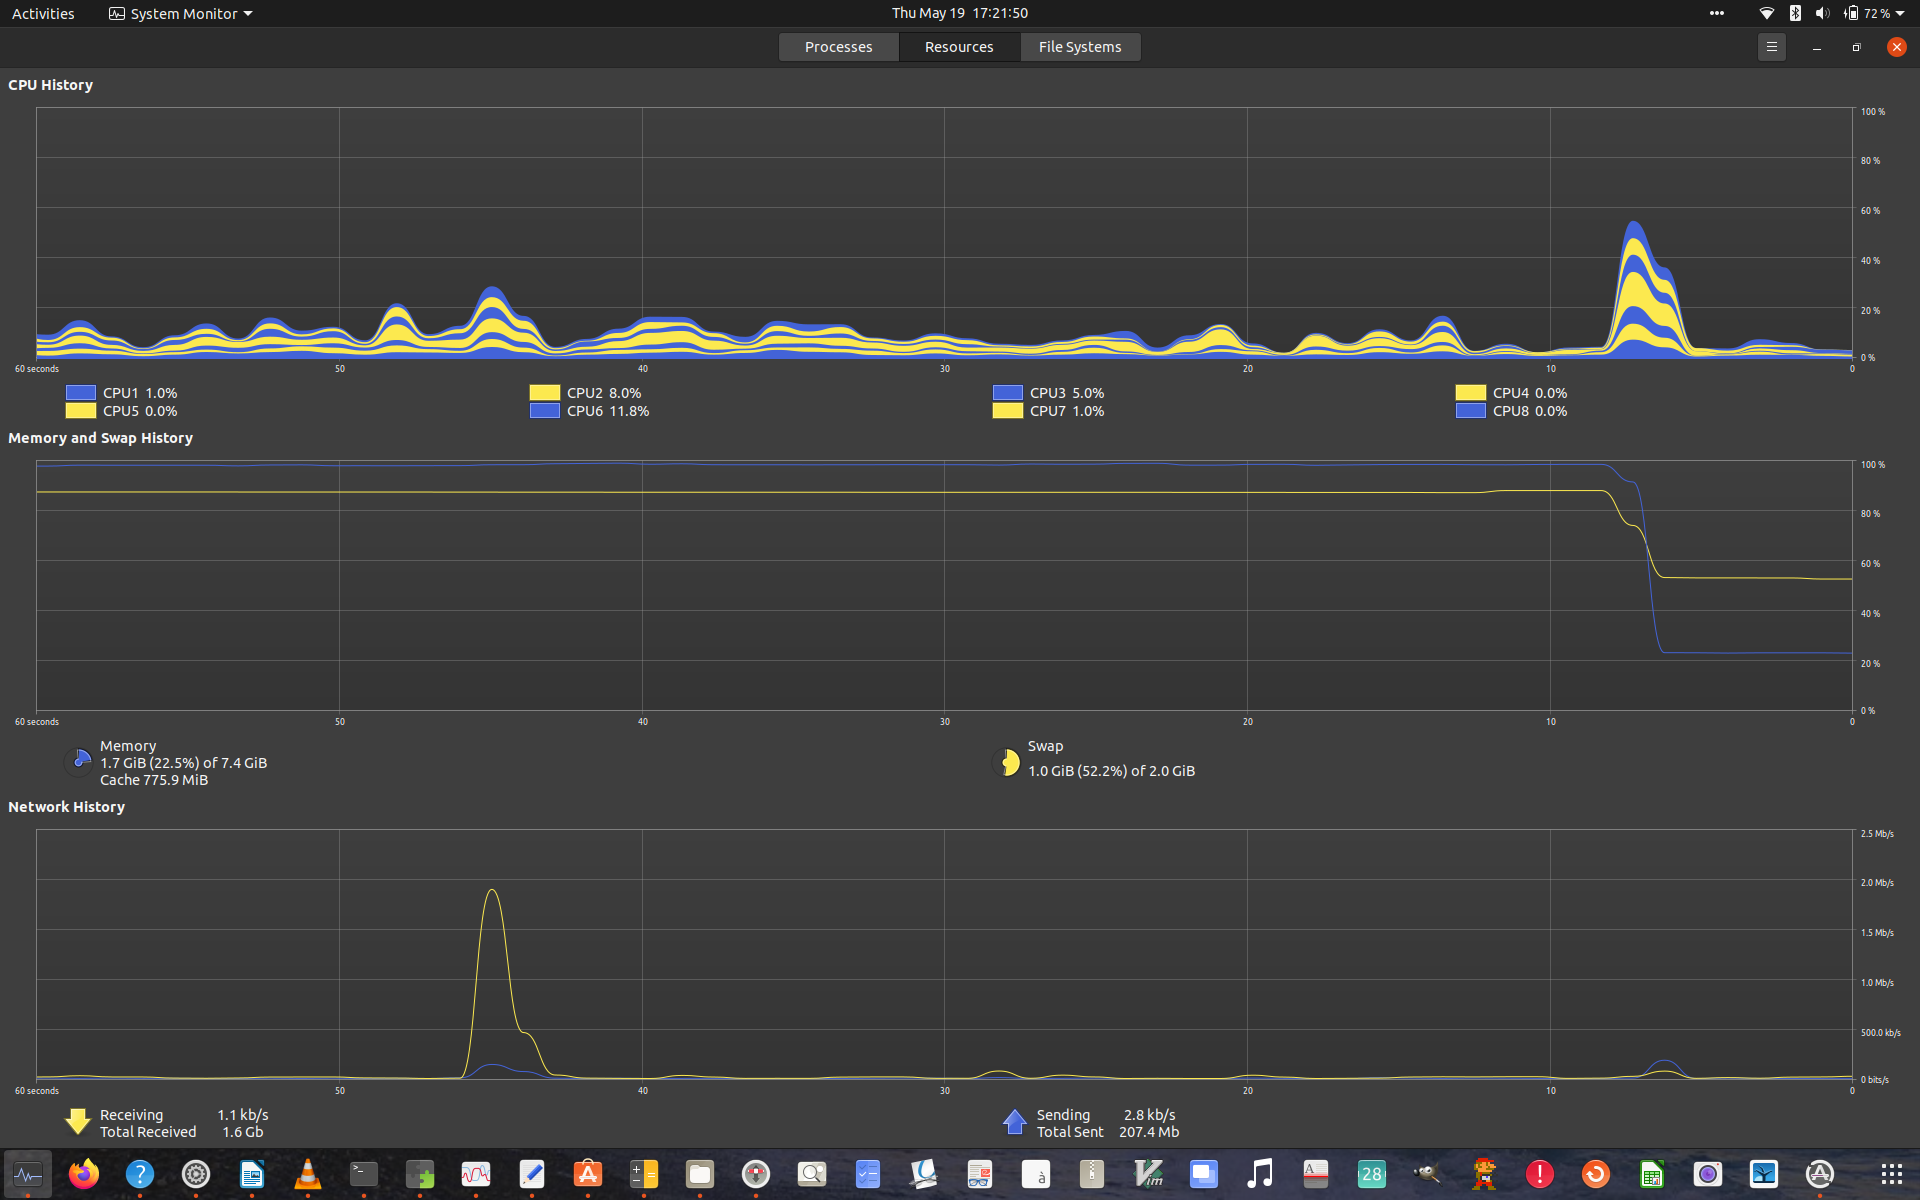 Activities System Monitor Thu May 19 17:21:50 72 %
Processes Resources File Systems
CPU History
100 %
80 %
60 %
40 %
20 %
0 %
60 seconds 50 40 30 20 10 0
CPU1 1.0% CPU2 8.0% CPU3 5.0% CPU4 0.0%
CPU5 0.0% CPU6 11.8% CPU7 1.0% CPU8 0.0%
Memory and Swap History
100 %
80 %
60 %
40 %
20 %
0 %
60 seconds 50 40 30 20 10 0
Memory
1.7 GiB (22.5%) of 7.4 GiB
Cache 775.9 MiB
Swap
1.0 GiB (52.2%) of 2.0 GiB
Network History
2.5 Mb/s
2.0 Mb/s
1.5 Mb/s
1.0 Mb/s
500.0 kb/s
0 bits/s
60 seconds 50 40 30 20 10 0
Receiving 1.1 kb/s
Total Received 1.6 Gb
Sending 2.8 kb/s
Total Sent 207.4 Mb
? >_ à Vim A 28 !